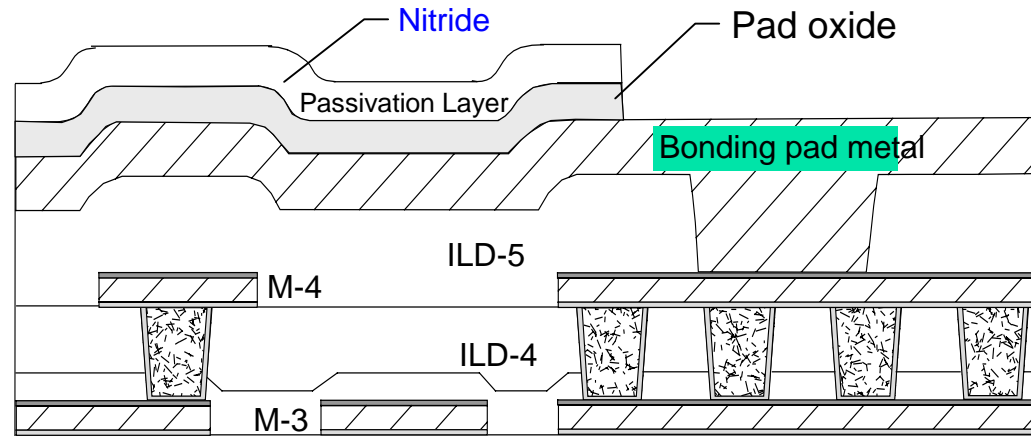 Nitride
Pad oxide
Passivation Layer
Bonding pad metal
ILD-5
M-4
ILD-4
M-3